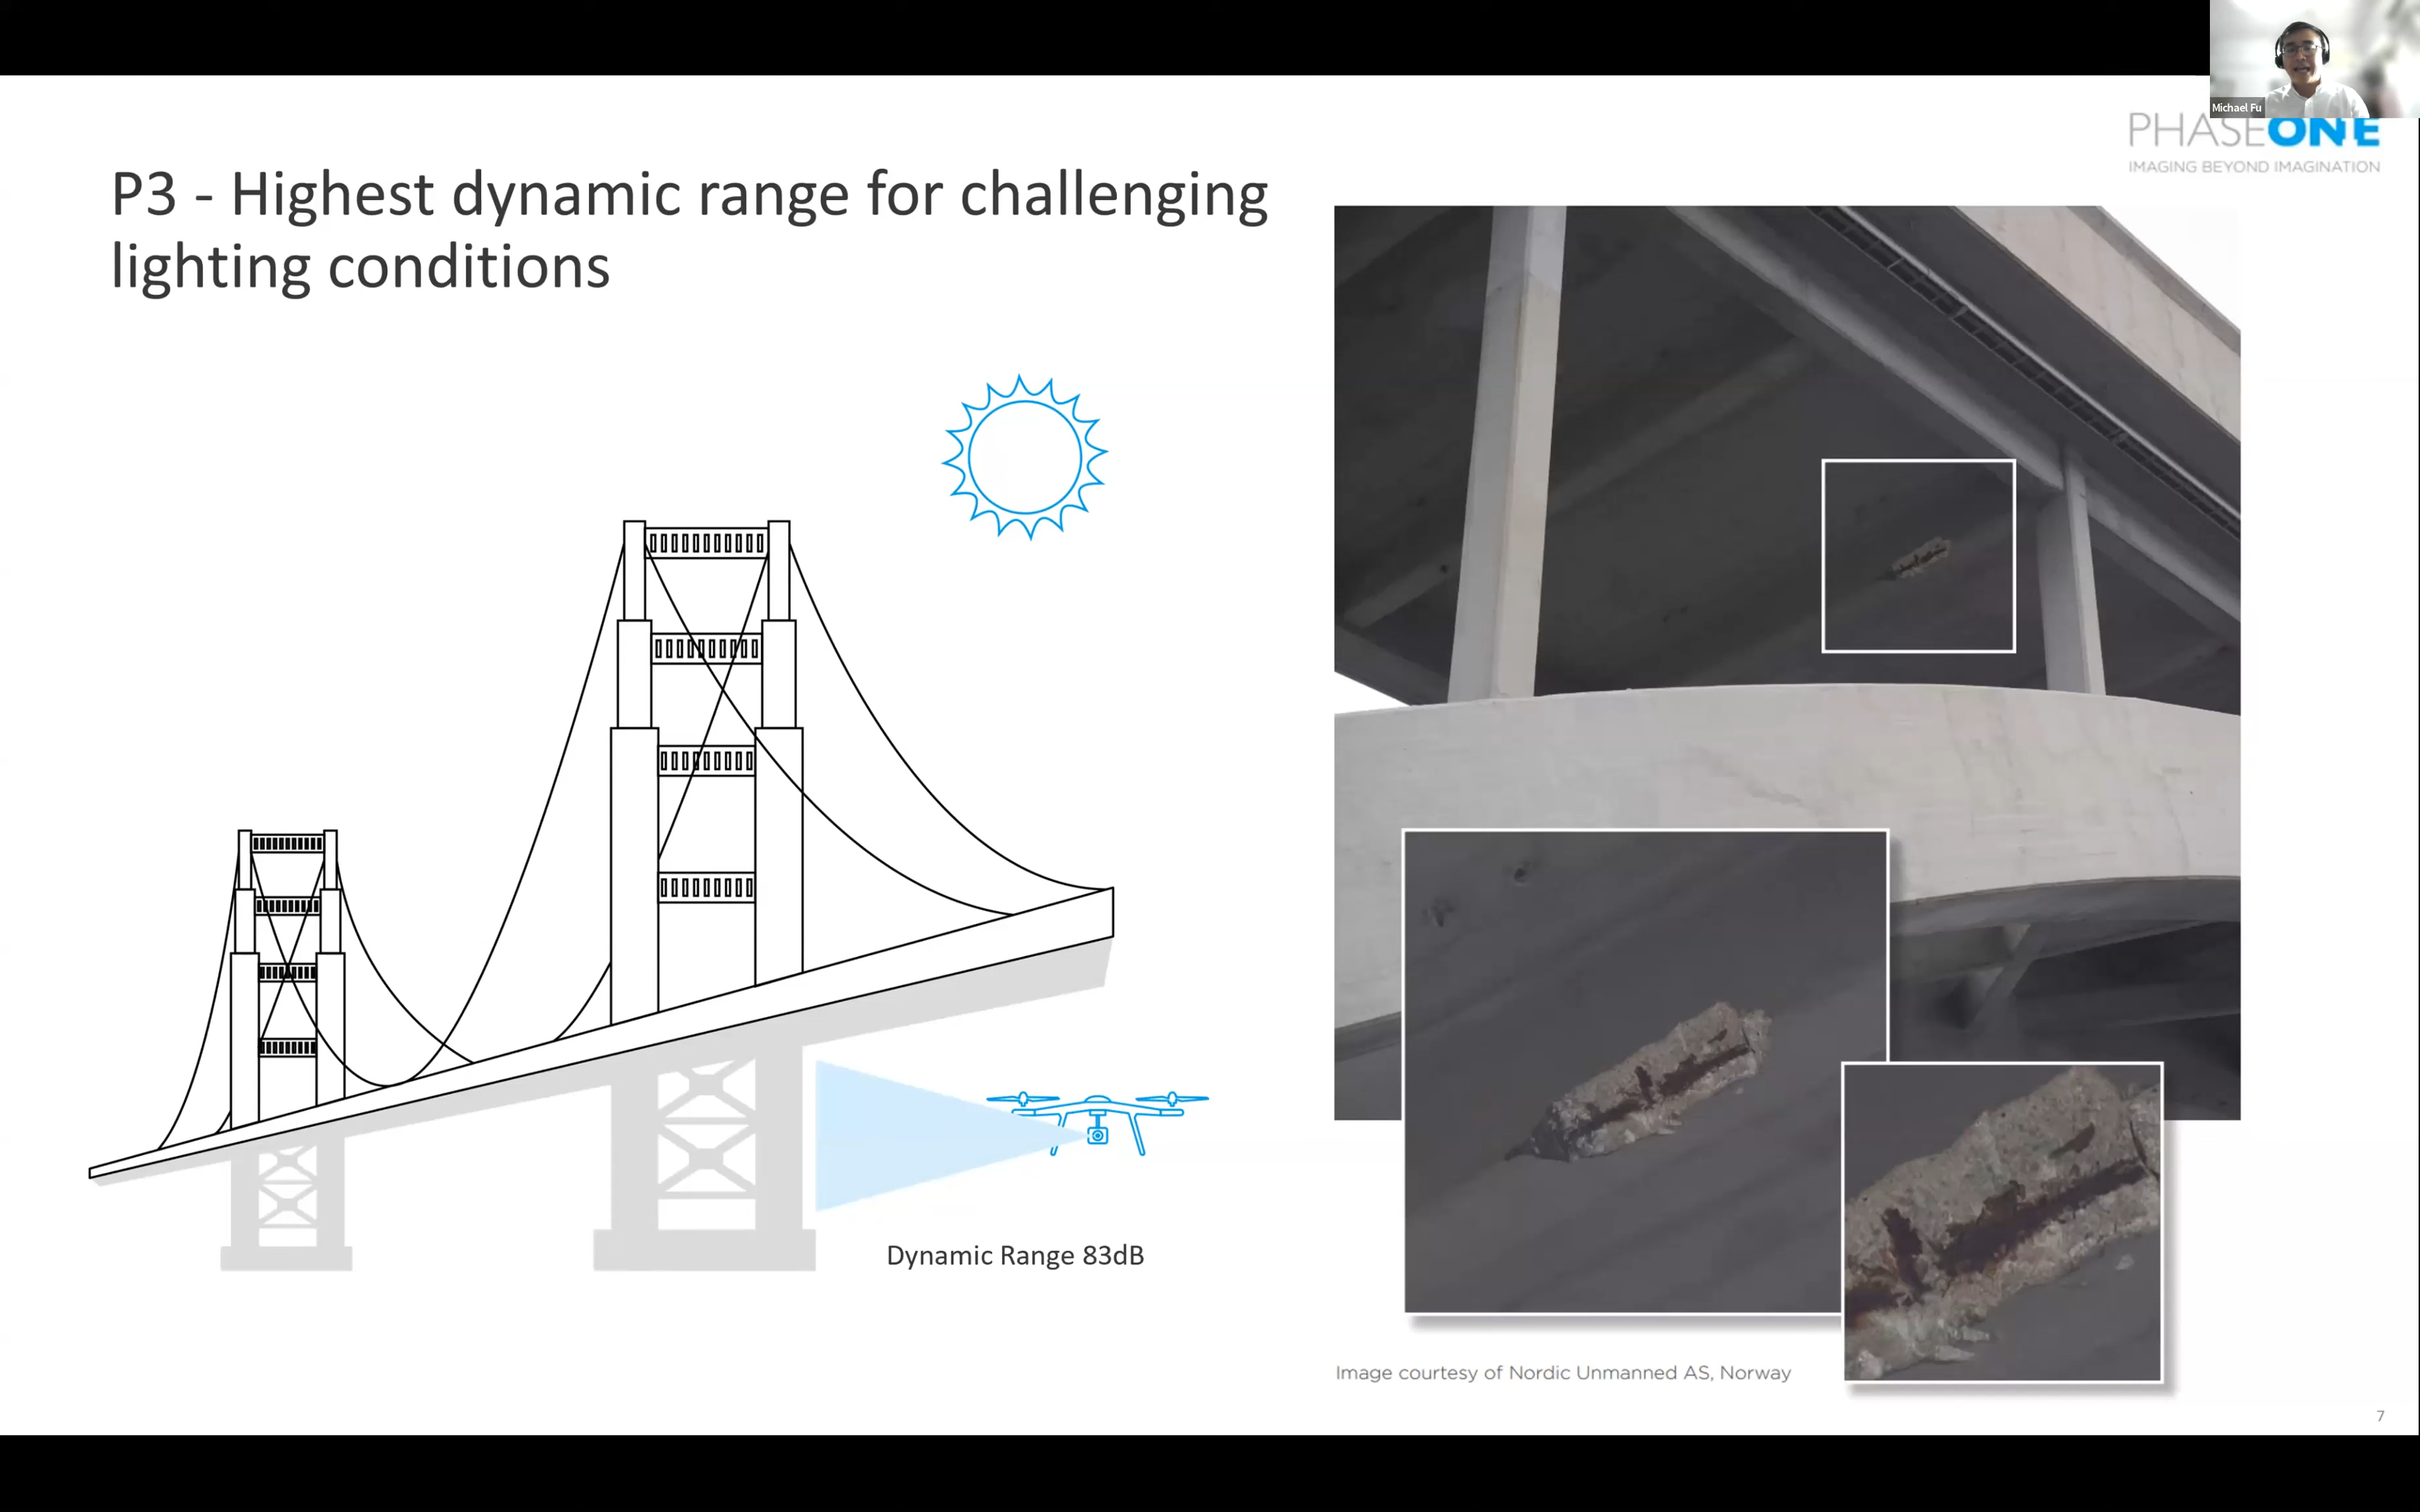 Michael Fu
PHASEONE
IMAGING BEYOND IMAGINATION
P3 - Highest dynamic range for challenging
lighting conditions
Dynamic Range 83dB
Image courtesy of Nordic Unmanned AS, Norway
7